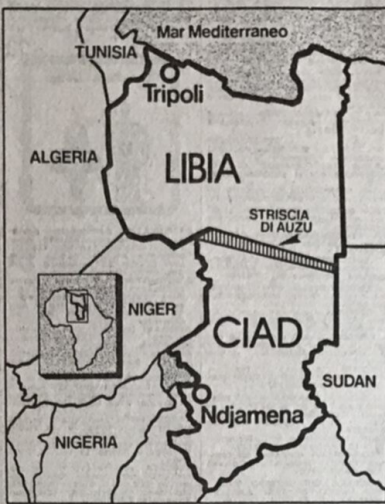 Mar Mediterraneo
TUNISIA
Tripoli
ALGERIA
LIBIA
STRISCIA
DI AUZU
NIGER
CIAD
SUDAN
Ndjamena
NIGERIA